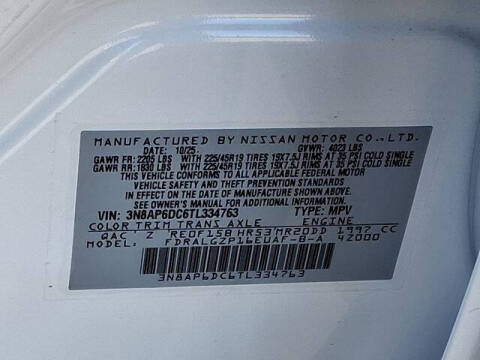 MANUFACTURED BY NISSAN MOTOR CO., LTD.
DATE: 10/25. GVWR: 4023 LBS
GAWR FR: 2205 LBS WITH 225/45R19 TIRES 19X7.5J RIMS AT 35 PSI COLD SINGLE
GAWR RR: 1830 LBS WITH 225/45R19 TIRES 19X7.5J RIMS AT 35 PSI COLD SINGLE
THIS VEHICLE CONFORMS TO ALL APPLICABLE FEDERAL MOTOR
VEHICLE SAFETY AND THEFT PREVENTION STANDARDS
IN EFFECT ON THE DATE OF MANUFACTURE SHOWN ABOVE.
SEE OWNER'S MANUAL FOR ADDITIONAL INFORMATION.
VIN: 3N8AP6DC6TL334763 TYPE: MPV
COLOR TRIM TRANS AXLE ENGINE
QAC Z RE0F15B HR53 MR20DD 1997 CC
MODEL: FDRALGZP16EUAF-B-A 42000
3N8AP6DC6TL334763